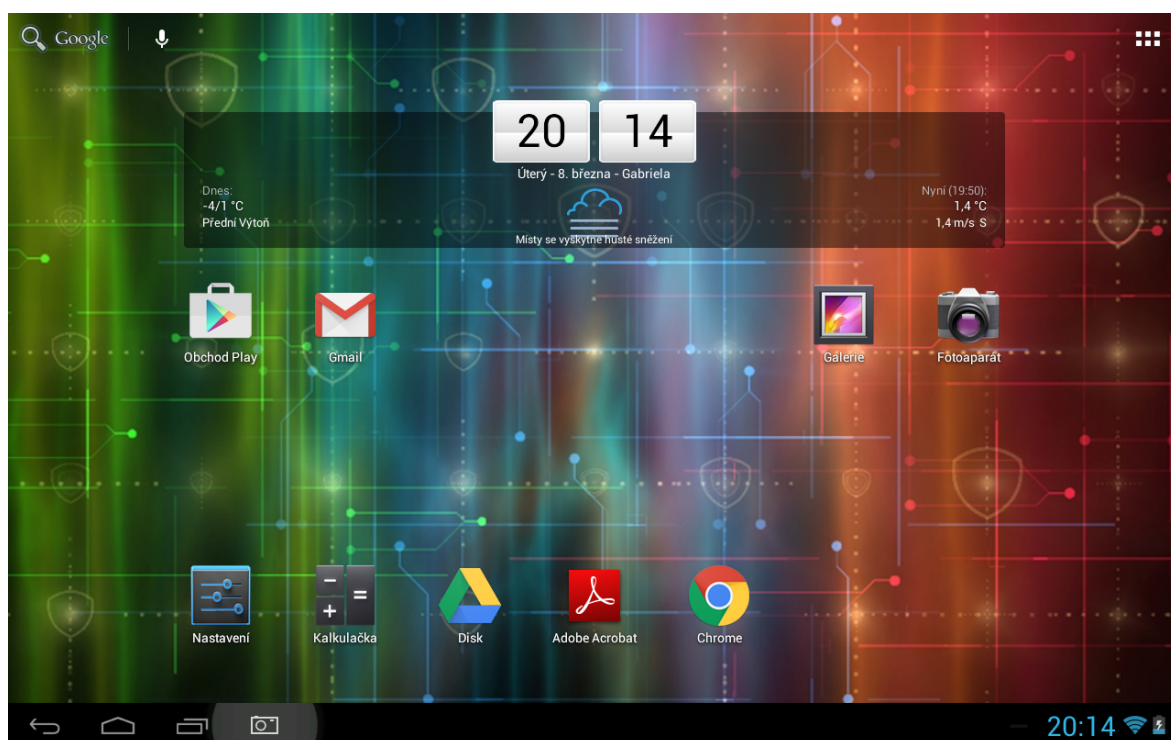 Google
20 14
Úterý - 8. března - Gabriela
Dnes:
-4/1 °C
Přední Výtoň
Nyní (19:50):
1,4 °C
1,4 m/s S
Místy se vyskytne husté sněžení
Obchod Play
Gmail
Galerie
Fotoaparát
Nastavení
Kalkulačka
Disk
Adobe Acrobat
Chrome
20:14